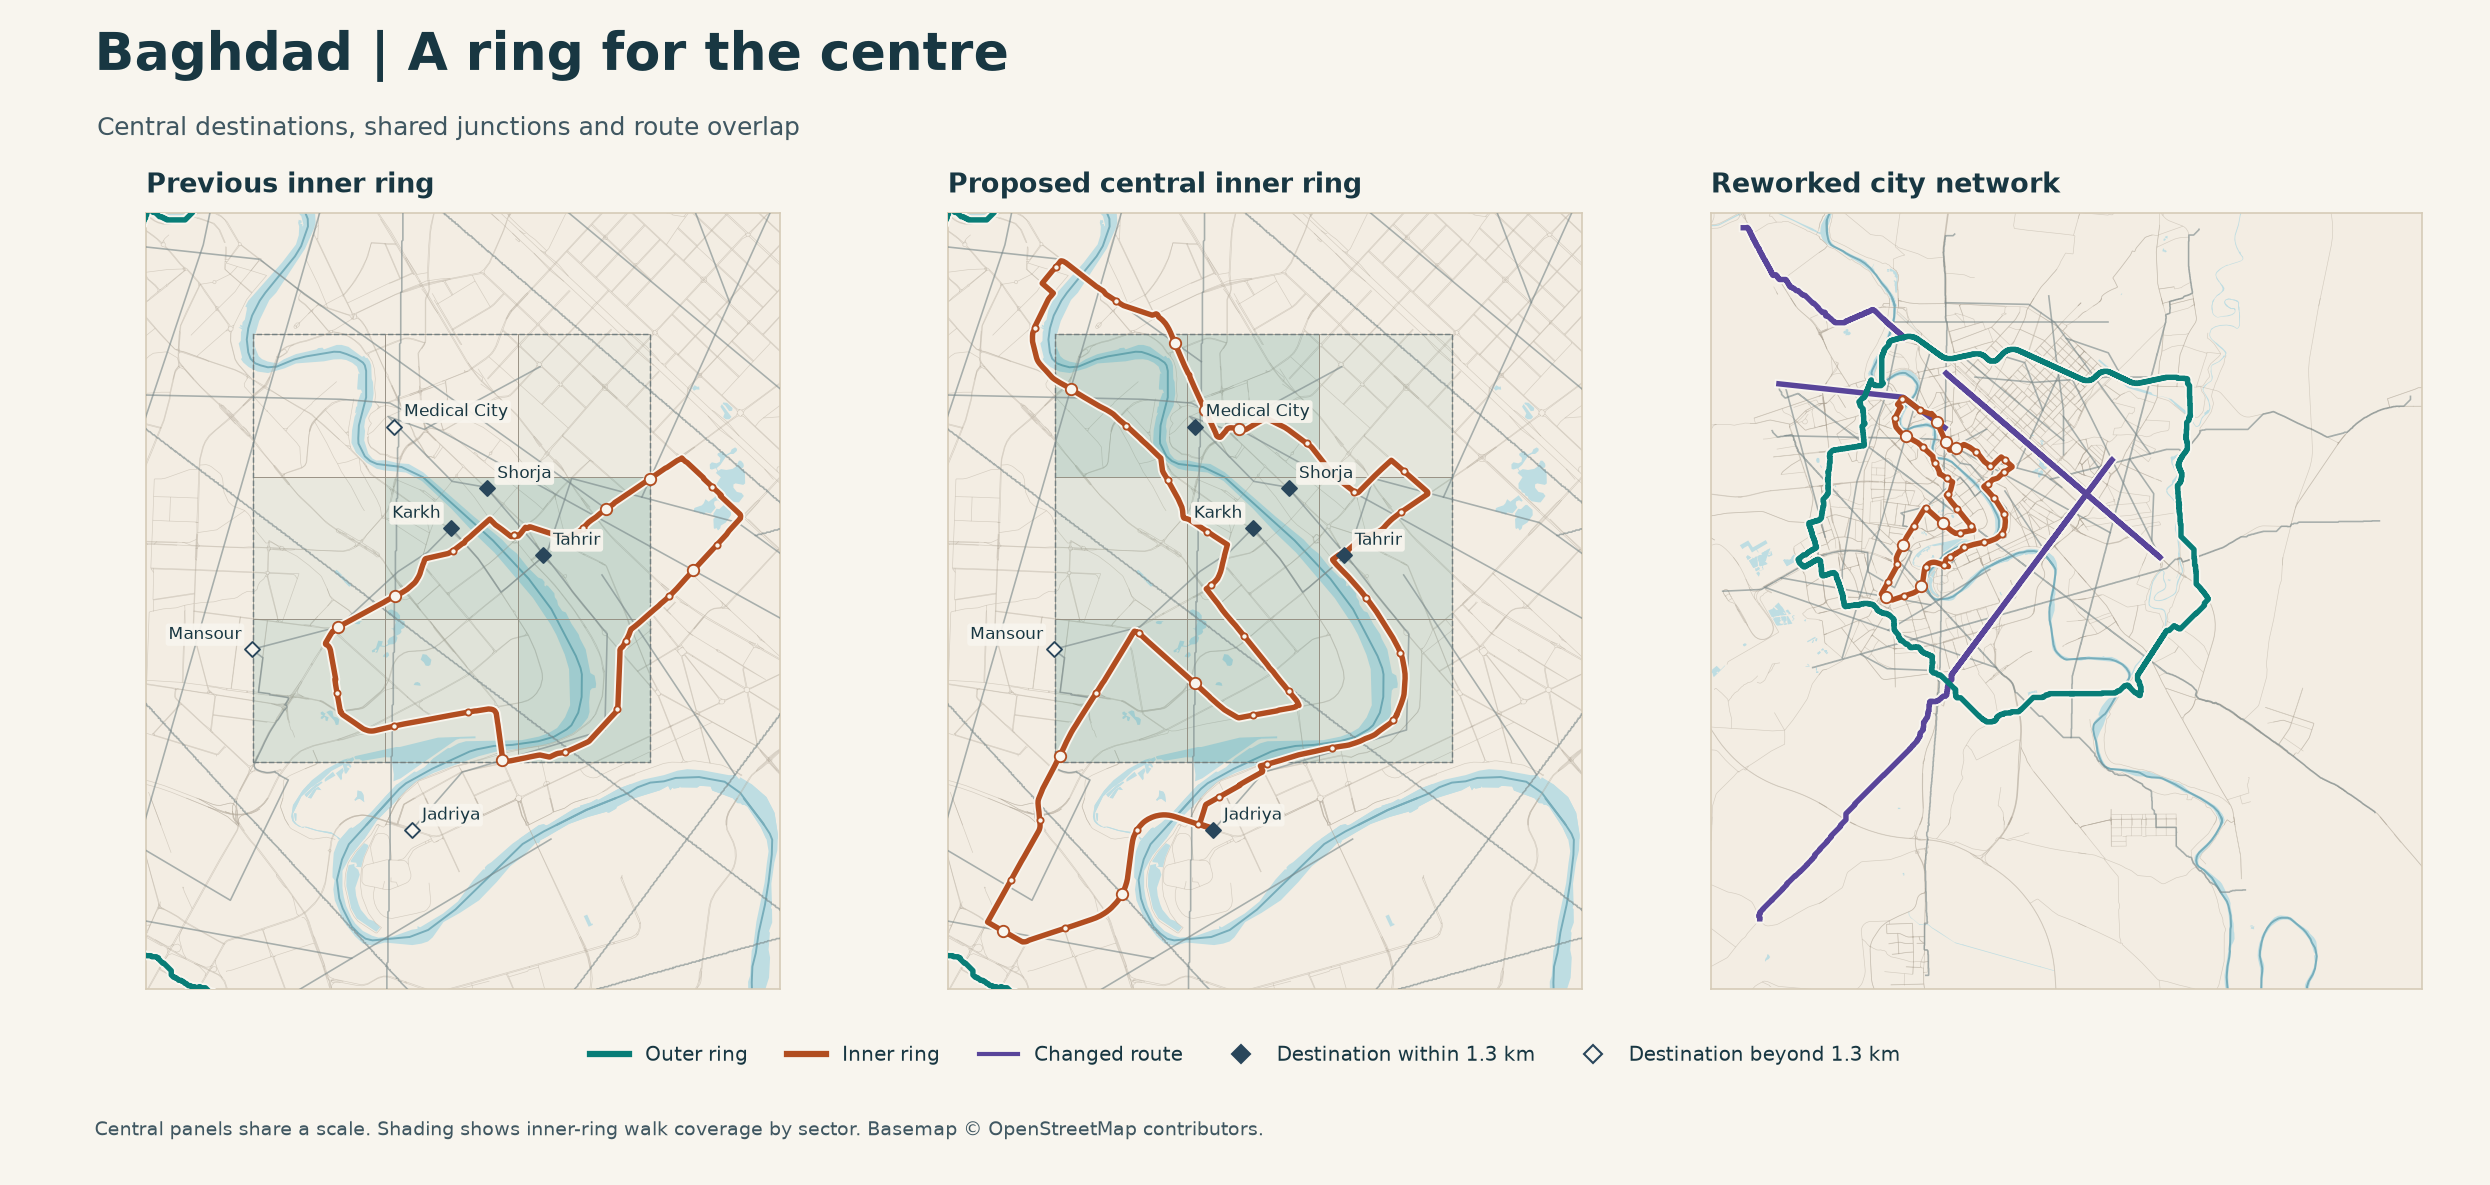 Baghdad | A ring for the centre
Central destinations, shared junctions and route overlap
Previous inner ring
Medical City
Shorja
Karkh
Tahrir
Mansour
Jadriya
Proposed central inner ring
Medical City
Shorja
Karkh
Tahrir
Mansour
Jadriya
Reworked city network
Outer ring
Inner ring
Changed route
Destination within 1.3 km
Destination beyond 1.3 km
Central panels share a scale. Shading shows inner-ring walk coverage by sector. Basemap © OpenStreetMap contributors.